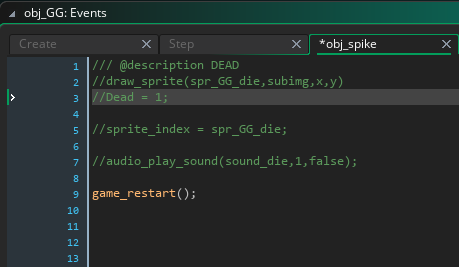 obj_GG: Events
Create
Step
*obj_spike
1 /// @description DEAD
2 //draw_sprite(spr_GG_die,subimg,x,y)
3 //Dead = 1;
4
5 //sprite_index = spr_GG_die;
6
7 //audio_play_sound(sound_die,1,false);
8
9 game_restart();
10
11
12
13